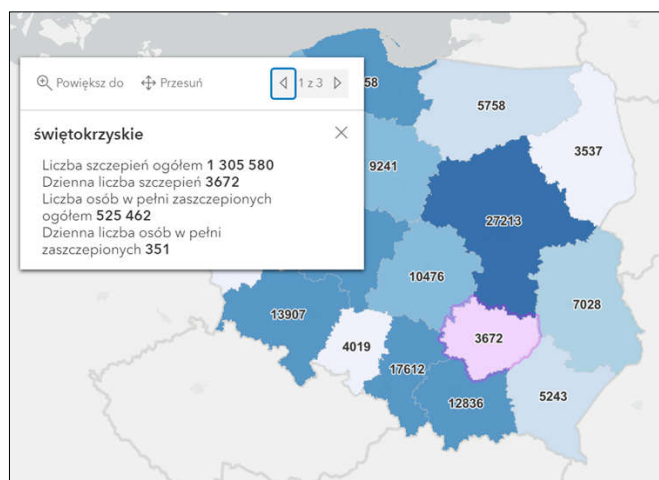 Powiększ do Przesuń 1 z 3
świętokrzyskie
Liczba szczepień ogółem 1 305 580
Dzienna liczba szczepień 3672
Liczba osób w pełni zaszczepionych
ogółem 525 462
Dzienna liczba osób w pełni
zaszczepionych 351
58
5758
3537
9241
27213
10476
7028
13907
3672
4019
17612
5243
12836